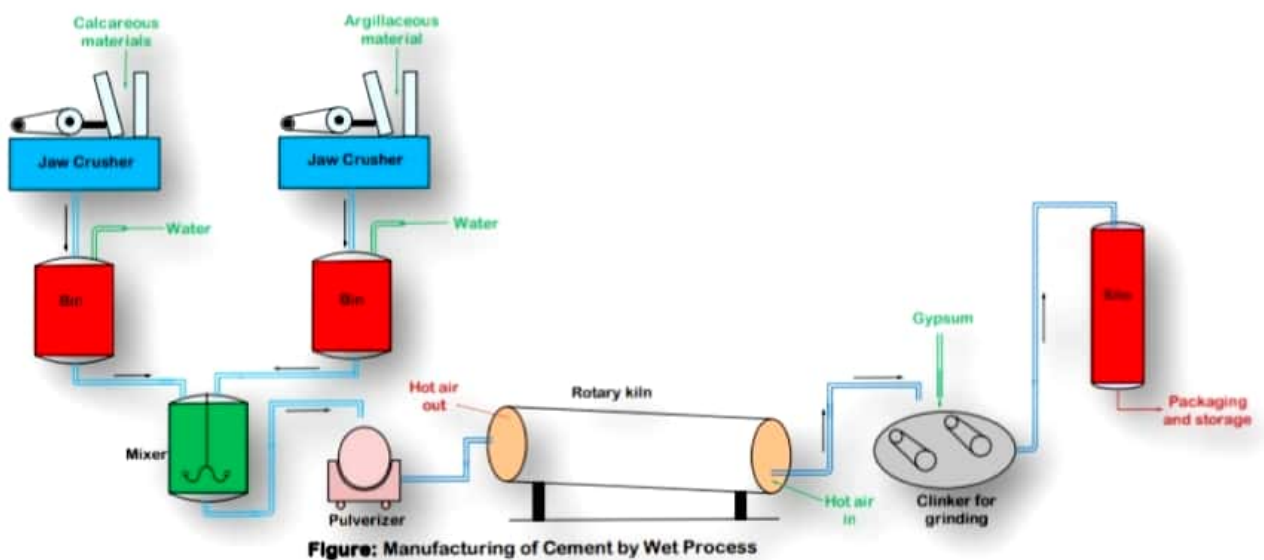 Calcareous
materials
Argillaceous
material
Jaw Crusher
Jaw Crusher
Water
Water
Bin
Bin
Gypsum
Silo
Hot air
out
Rotary kiln
Packaging
and storage
Mixer
Pulverizer
Hot air
in
Clinker for
grinding
Figure: Manufacturing of Cement by Wet Process